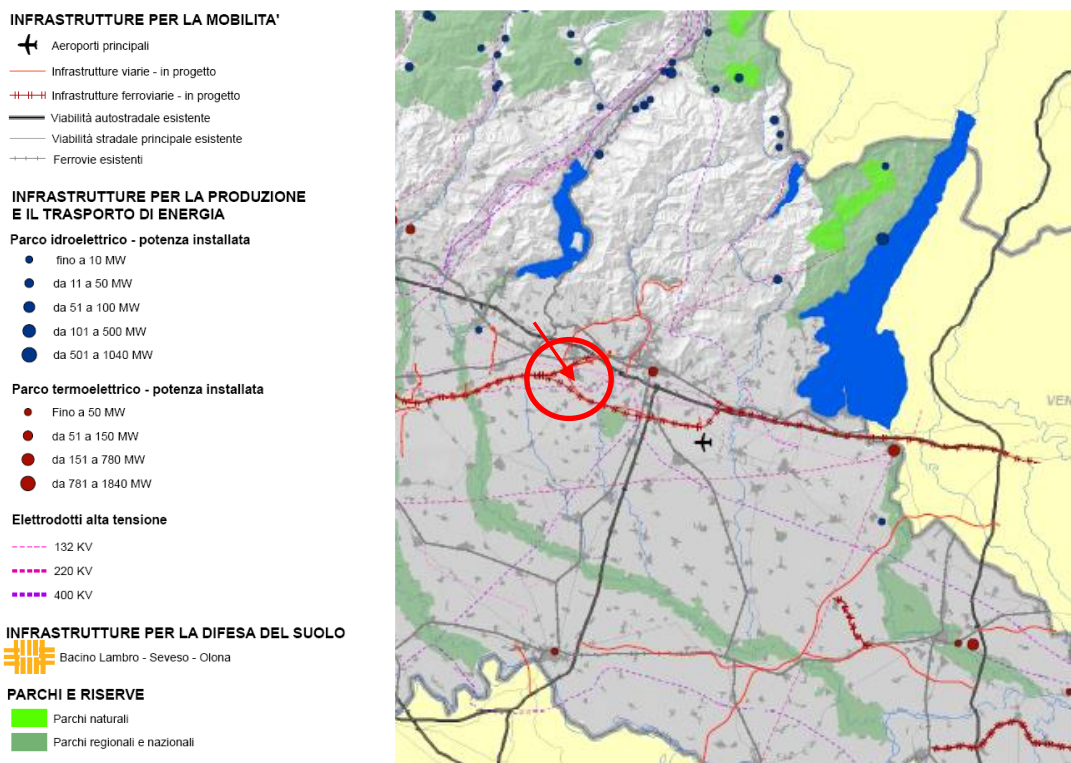 INFRASTRUTTURE PER LA MOBILITA'
Aeroporti principali
Infrastrutture viarie - in progetto
Infrastrutture ferroviarie - in progetto
Viabilità autostradale esistente
Viabilità stradale principale esistente
Ferrovie esistenti
INFRASTRUTTURE PER LA PRODUZIONE
E IL TRASPORTO DI ENERGIA
Parco idroelettrico - potenza installata
fino a 10 MW
da 11 a 50 MW
da 51 a 100 MW
da 101 a 500 MW
da 501 a 1040 MW
Parco termoelettrico - potenza installata
Fino a 50 MW
da 51 a 150 MW
da 151 a 780 MW
da 781 a 1840 MW
Elettrodotti alta tensione
132 KV
220 KV
400 KV
INFRASTRUTTURE PER LA DIFESA DEL SUOLO
Bacino Lambro - Seveso - Olona
PARCHI E RISERVE
Parchi naturali
Parchi regionali e nazionali
VEN